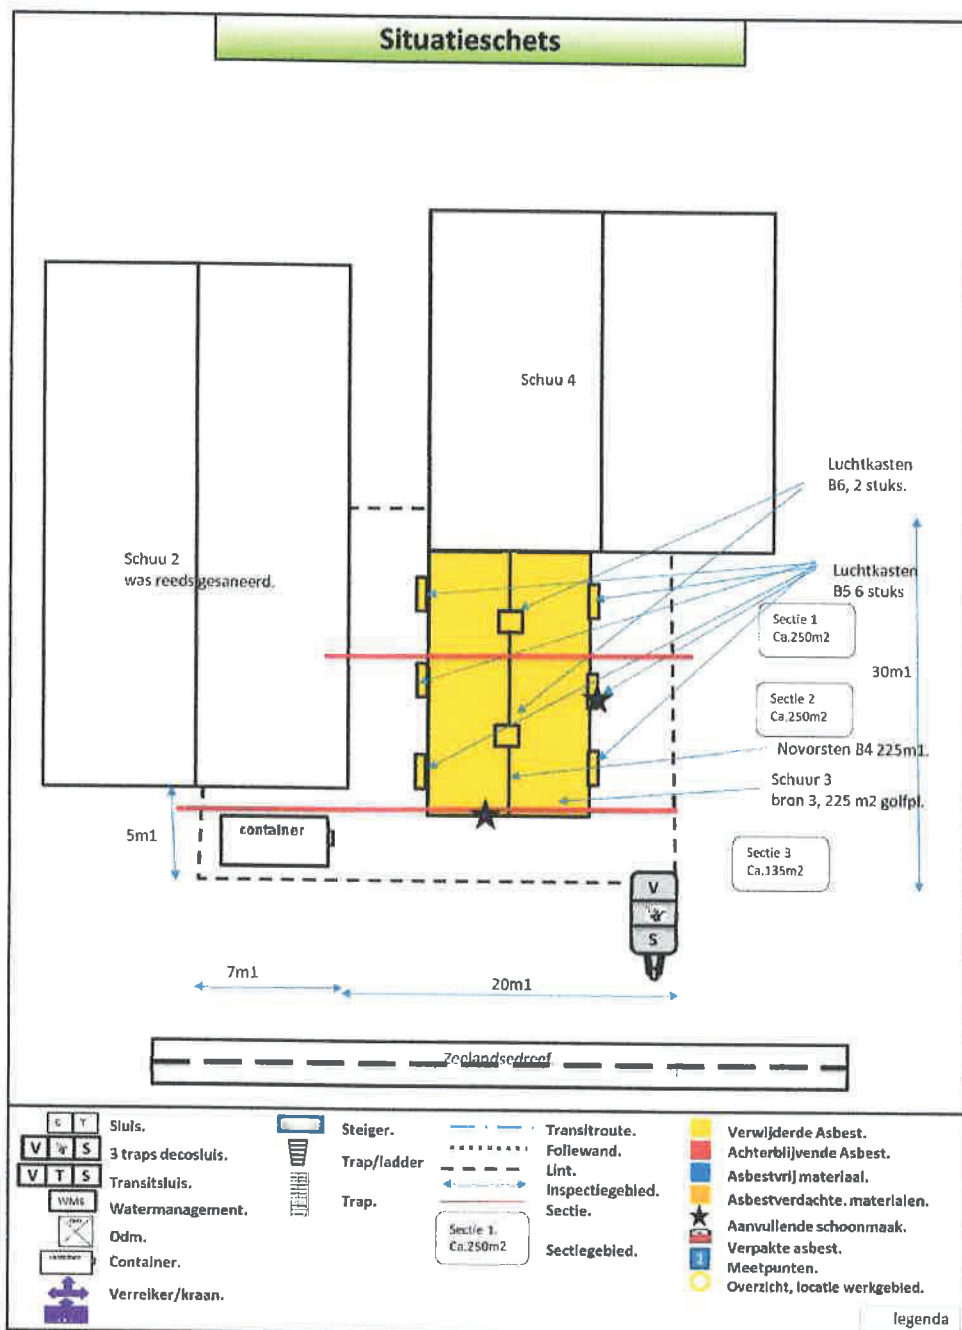 Situatieschets
Schuu 4
Luchtkasten
B6, 2 stuks.
Schuu 2
was reeds gesaneerd.
Luchtkasten
B5 6 stuks
Sectie 1
Ca.250m2
30m1
Sectie 2
Ca.250m2
Novorsten B4 225m1.
Schuur 3
bron 3, 225 m2 golfpl.
5m1
container
Sectie 3
Ca.135m2
V
S
7m1
20m1
Zeelandsedreef
S T
Sluis.
V S
3 traps decosluis.
V T S
Transitsluis.
WMS
Watermanagement.
Odm.
Container.
Verreiker/kraan.
Steiger.
Trap/ladder
Trap.
Transitroute.
Foliewand.
Lint.
Inspectiegebied.
Sectie.
Sectie 1.
Ca.250m2
Sectiegebied.
Verwijderde Asbest.
Achterblijvende Asbest.
Asbestvrij materiaal.
Asbestverdachte. materialen.
Aanvullende schoonmaak.
Verpakte asbest.
1
Meetpunten.
Overzicht, locatie werkgebied.
legenda